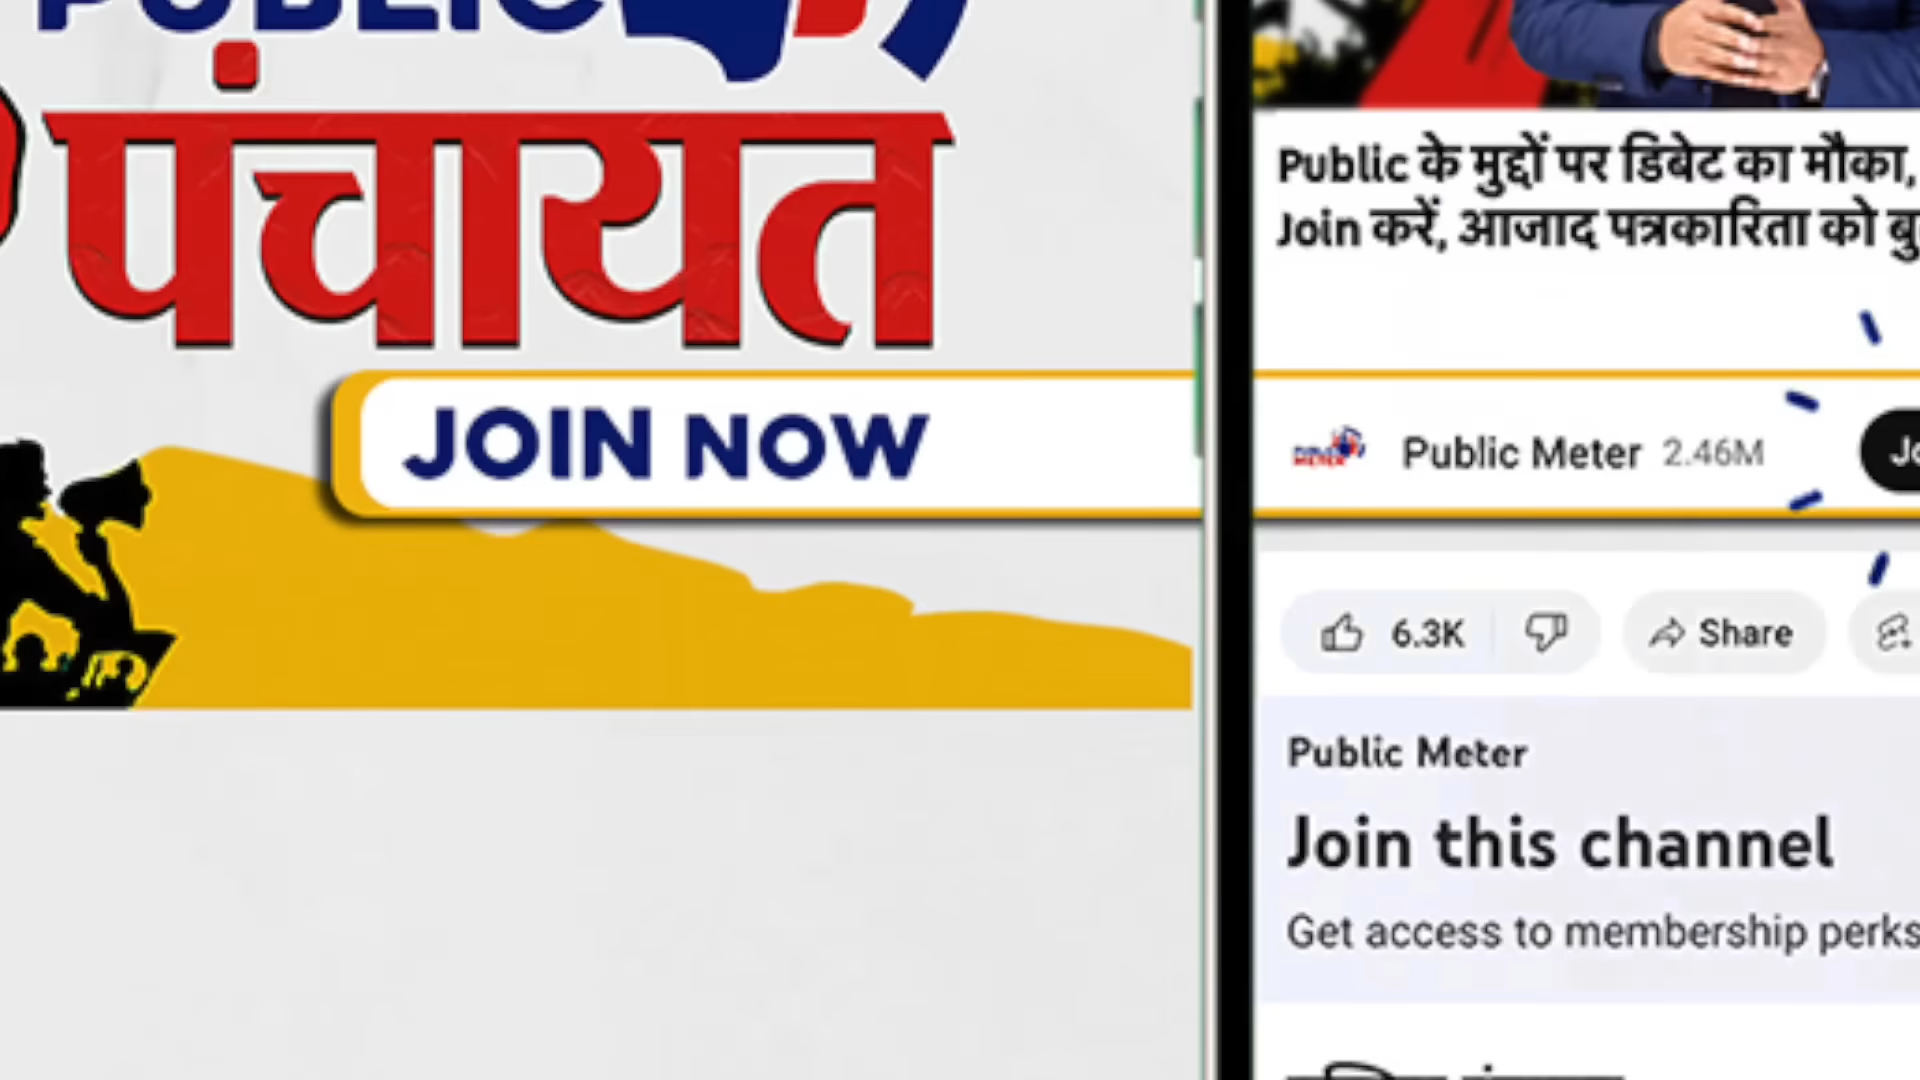 PUBLIC
पंचायत
JOIN NOW
Public के मुद्दों पर डिबेट का मौका,
Join करें, आजाद पत्रकारिता को
Public Meter 2.46M
6.3K
Share
Public Meter
Join this channel
Get access to membership perks